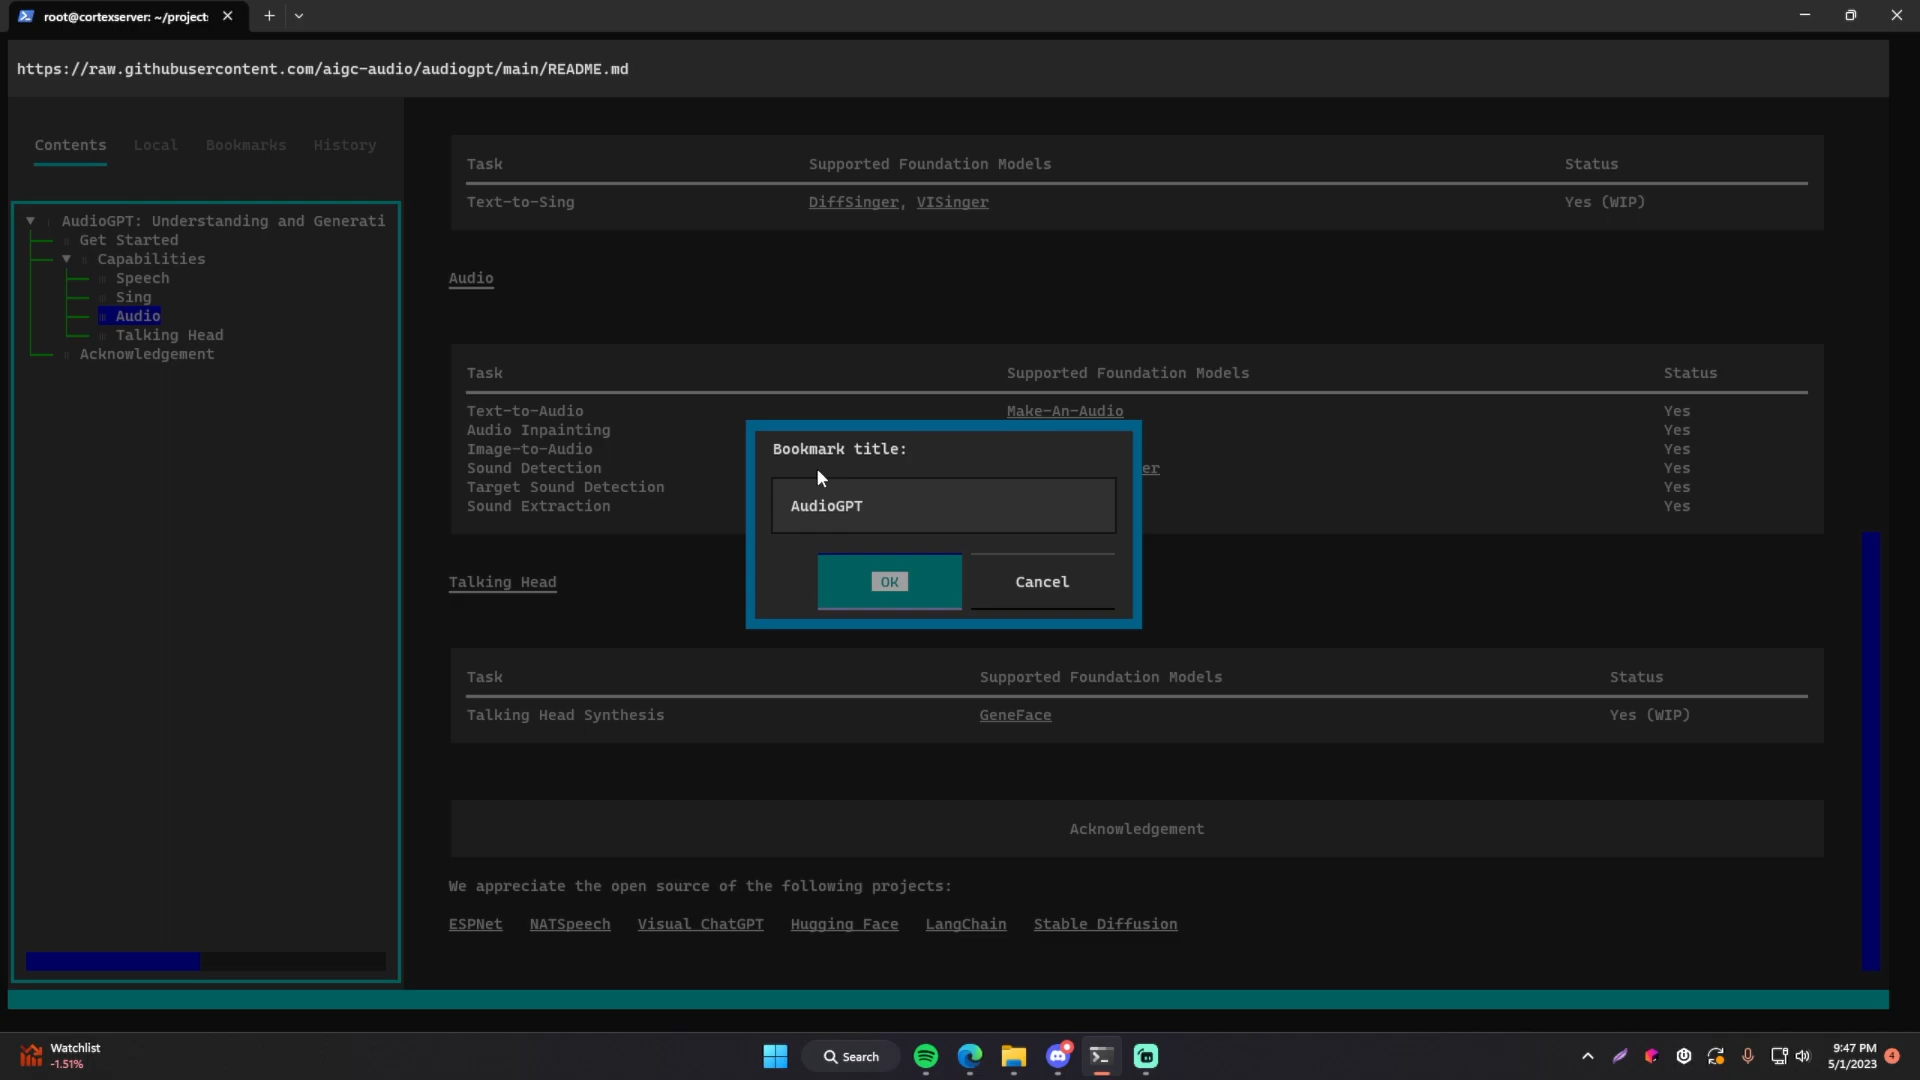 root@cortexserver: ~/project:
https://raw.githubusercontent.com/aigc-audio/audiogpt/main/README.md
Contents Local Bookmarks History
AudioGPT: Understanding and Generati
Get Started
Capabilities
Speech
Sing
Audio
Talking Head
Acknowledgement
Task Supported Foundation Models Status
Text-to-Sing DiffSinger, VISinger Yes (WIP)
Audio
Task Supported Foundation Models Status
Text-to-Audio Make-An-Audio Yes
Audio Inpainting Yes
Image-to-Audio Yes
Sound Detection er Yes
Target Sound Detection Yes
Sound Extraction Yes
Bookmark title:
AudioGPT
OK Cancel
Talking Head
Task Supported Foundation Models Status
Talking Head Synthesis GeneFace Yes (WIP)
Acknowledgement
We appreciate the open source of the following projects:
ESPNet NATSpeech Visual ChatGPT Hugging Face LangChain Stable Diffusion
Watchlist
-1.51%
Search
9:47 PM
5/1/2023
4